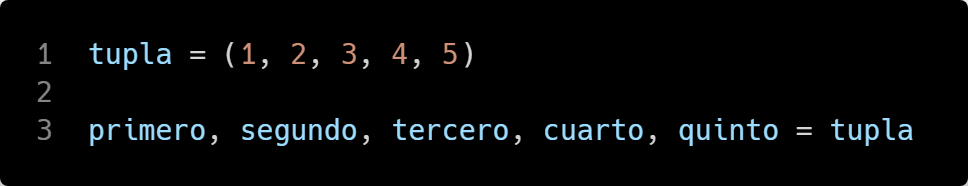 1 tupla = (1, 2, 3, 4, 5)
2
3 primero, segundo, tercero, cuarto, quinto = tupla